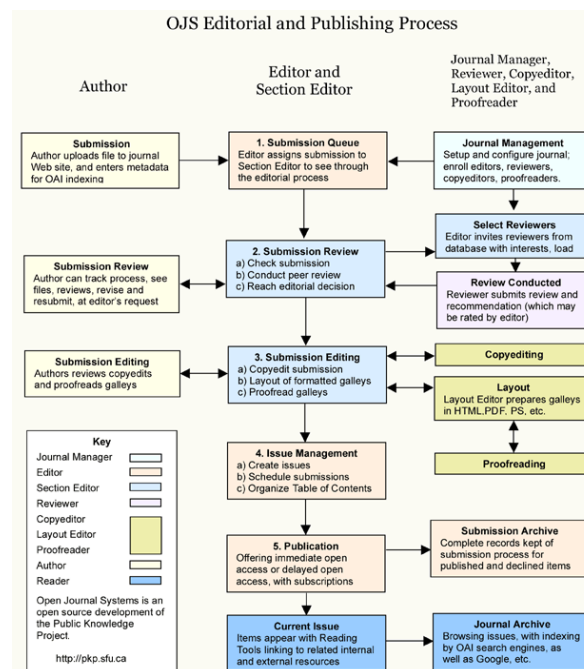 OJS Editorial and Publishing Process
Author
Editor and
Section Editor
Journal Manager,
Reviewer, Copyeditor,
Layout Editor, and
Proofreader
Submission
Author uploads file to journal
Web site, and enters metadata
for OAI indexing
1. Submission Queue
Editor assigns submission to
Section Editor to see through
the editorial process
Journal Management
Setup and configure journal;
enroll editors, reviewers,
copyeditors, proofreaders.
Select Reviewers
Editor invites reviewers from
database with interests, load
2. Submission Review
a) Check submission
b) Conduct peer review
c) Reach editorial decision
Submission Review
Author can track process, see
files, reviews, revise and
resubmit, at editor's request
Review Conducted
Reviewer submits review and
recommendation (which may
be rated by editor)
Submission Editing
Authors reviews copyedits
and proofreads galleys
3. Submission Editing
a) Copyedit submission
b) Layout of formatted galleys
c) Proofread galleys
Copyediting
Layout
Layout Editor prepares galleys
in HTML.PDF, PS, etc.
Proofreading
Key
Journal Manager
Editor
Section Editor
Reviewer
Copyeditor
Layout Editor
Proofreader
Author
Reader
Open Journal Systems is an
open source development of
the Public Knowledge
Project.
http://pkp.sfu.ca
4. Issue Management
a) Create issues
b) Schedule submissions
c) Organize Table of Contents
5. Publication
Offering immediate open
access or delayed open
access, with subscriptions
Submission Archive
Complete records kept of
submission process for
published and declined items
Current Issue
Items appear with Reading
Tools linking to related internal
and external resources
Journal Archive
Browsing issues, with indexing
by OAI search engines, as
well as Google, etc.